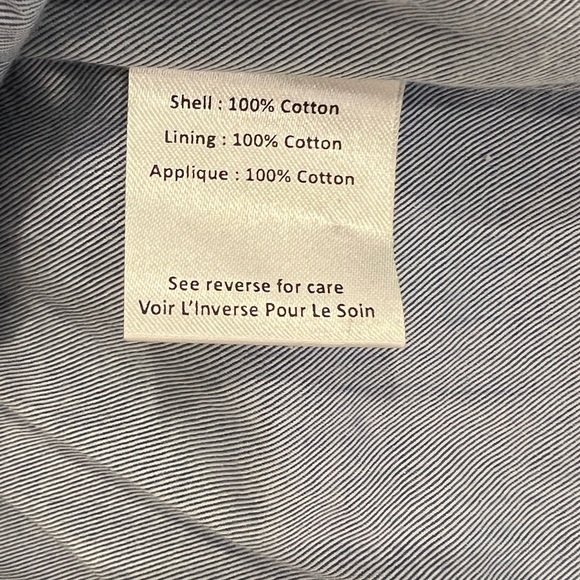 Shell : 100% Cotton
Lining : 100% Cotton
Applique : 100% Cotton
See reverse for care
Voir L'Inverse Pour Le Soin